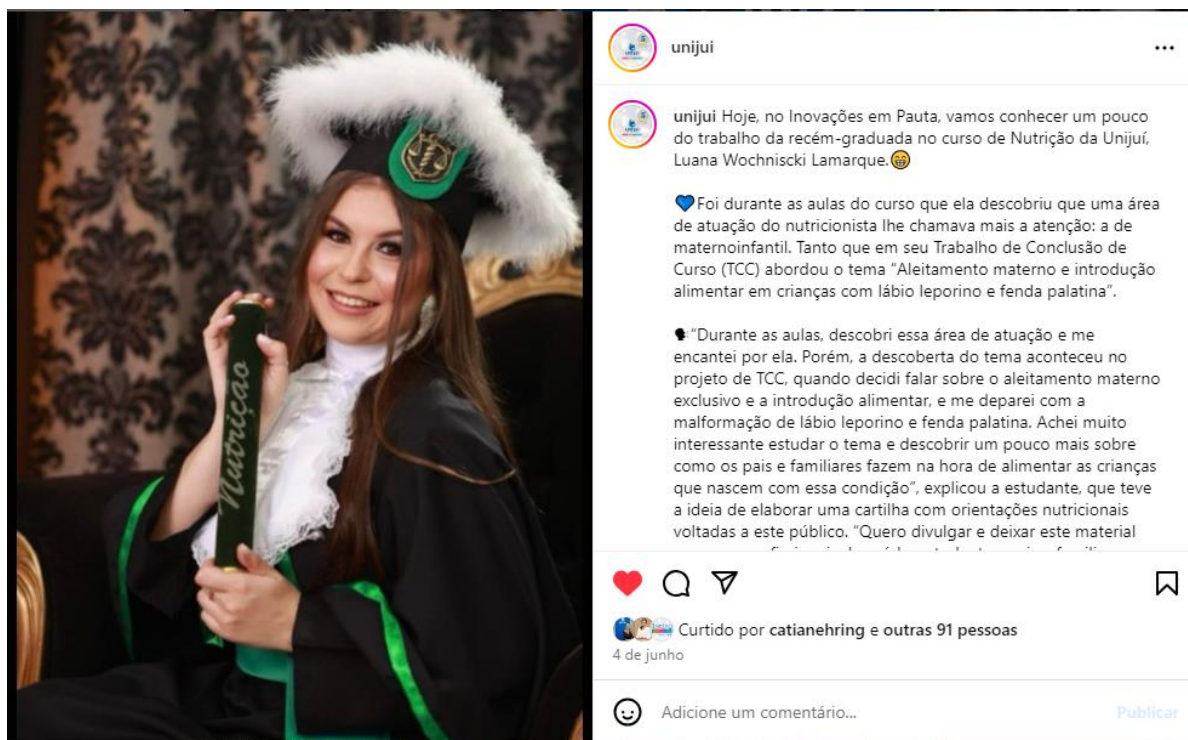 unijui
unijui Hoje, no Inovações em Pauta, vamos conhecer um pouco
do trabalho da recém-graduada no curso de Nutrição da Unijuí,
Luana Wochniscki Lamarque.😁
💙Foi durante as aulas do curso que ela descobriu que uma área
de atuação do nutricionista lhe chamava mais a atenção: a de
maternoinfantil. Tanto que em seu Trabalho de Conclusão de
Curso (TCC) abordou o tema “Aleitamento materno e introdução
alimentar em crianças com lábio leporino e fenda palatina”.
🗣“Durante as aulas, descobri essa área de atuação e me
encantei por ela. Porém, a descoberta do tema aconteceu no
projeto de TCC, quando decidi falar sobre o aleitamento materno
exclusivo e a introdução alimentar, e me deparei com a
malformação de lábio leporino e fenda palatina. Achei muito
interessante estudar o tema e descobrir um pouco mais sobre
como os pais e familiares fazem na hora de alimentar as crianças
que nascem com essa condição”, explicou a estudante, que teve
a ideia de elaborar uma cartilha com orientações nutricionais
voltadas a este público. “Quero divulgar e deixar este material
Curtido por catianehring e outras 91 pessoas
4 de junho
Adicione um comentário...
Publicar
Nutriçao